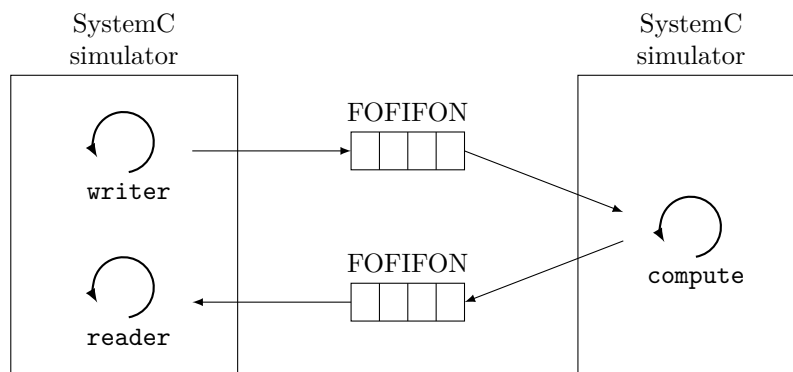 SystemC
simulator
writer
reader
FOFIFON
FOFIFON
SystemC
simulator
compute